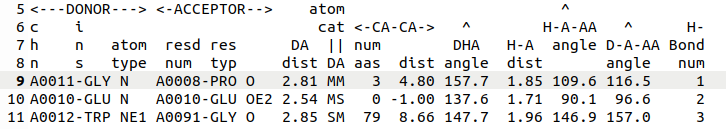 5 <---DONOR---> <-ACCEPTOR--> atom ^
6 c i cat <-CA-CA-> ^ H-A-AA ^ H-
7 h n atom resd res DA || num DHA H-A angle D-A-AA Bond
8 n s type num typ dist DA aas dist angle dist angle num
9 A0011-GLY N A0008-PRO O 2.81 MM 3 4.80 157.7 1.85 109.6 116.5 1
10 A0010-GLU N A0010-GLU OE2 2.54 MS 0 -1.00 137.6 1.71 90.1 96.6 2
11 A0012-TRP NE1 A0091-GLY O 2.85 SM 79 8.66 147.7 1.96 146.9 157.0 3